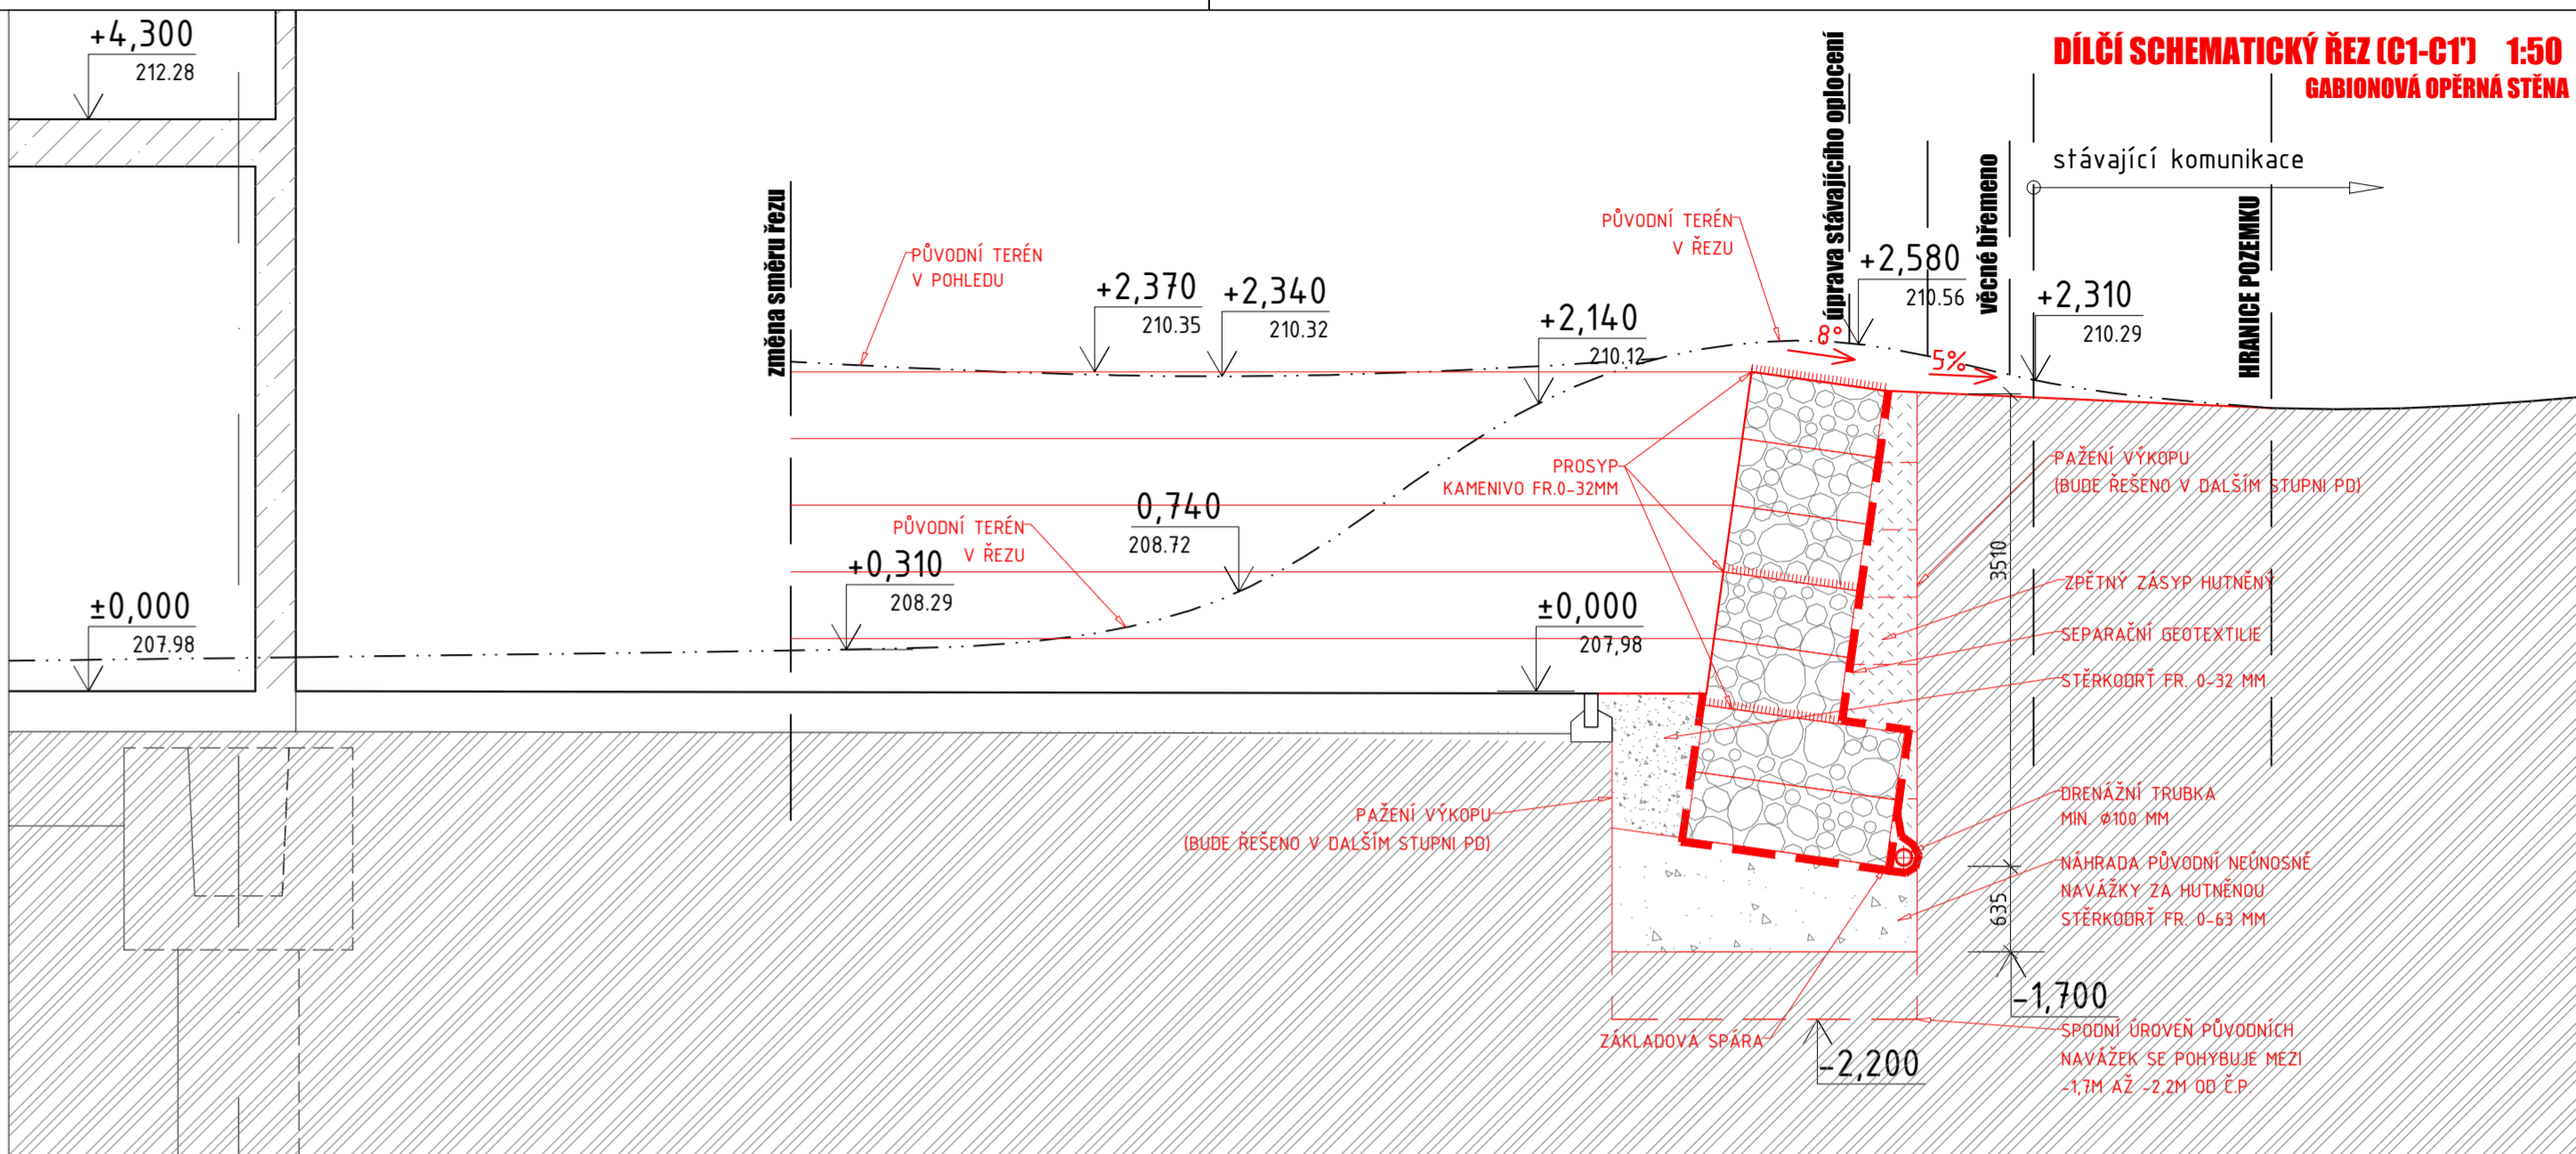 DÍLČÍ SCHEMATICKÝ ŘEZ (C1-C1') 1:50
GABIONOVÁ OPĚRNÁ STĚNA
+4,300
212.28
změna směru řezu
PŮVODNÍ TERÉN
V POHLEDU
+2,370
210.35
+2,340
210.32
+2,140
210.12
PŮVODNÍ TERÉN
V ŘEZU
úprava stávajícího oplocení
8°
+2,580
210.56
5%
věcné břemeno
stávající komunikace
+2,310
210.29
HRANICE POZEMKU
PROSYP
KAMENIVO FR.0-32MM
PŮVODNÍ TERÉN
V ŘEZU
0,740
208.72
+0,310
208.29
±0,000
207.98
±0,000
207,98
3510
PAŽENÍ VÝKOPU
(BUDE ŘEŠENO V DALŠÍM STUPNI PD)
ZPĚTNÝ ZÁSYP HUTNĚNÝ
SEPARAČNÍ GEOTEXTILIE
STĚRKODRŤ FR. 0-32 MM
PAŽENÍ VÝKOPU
(BUDE ŘEŠENO V DALŠÍM STUPNI PD)
DRENÁŽNÍ TRUBKA
MIN. Ø100 MM
NÁHRADA PŮVODNÍ NEÚNOSNÉ
NAVÁŽKY ZA HUTNĚNOU
STĚRKODRŤ FR. 0-63 MM
635
-1,700
ZÁKLADOVÁ SPÁRA
-2,200
SPODNÍ ÚROVEŇ PŮVODNÍCH
NAVÁŽEK SE POHYBUJE MEZI
-1,7M AŽ -2,2M OD Č.P.